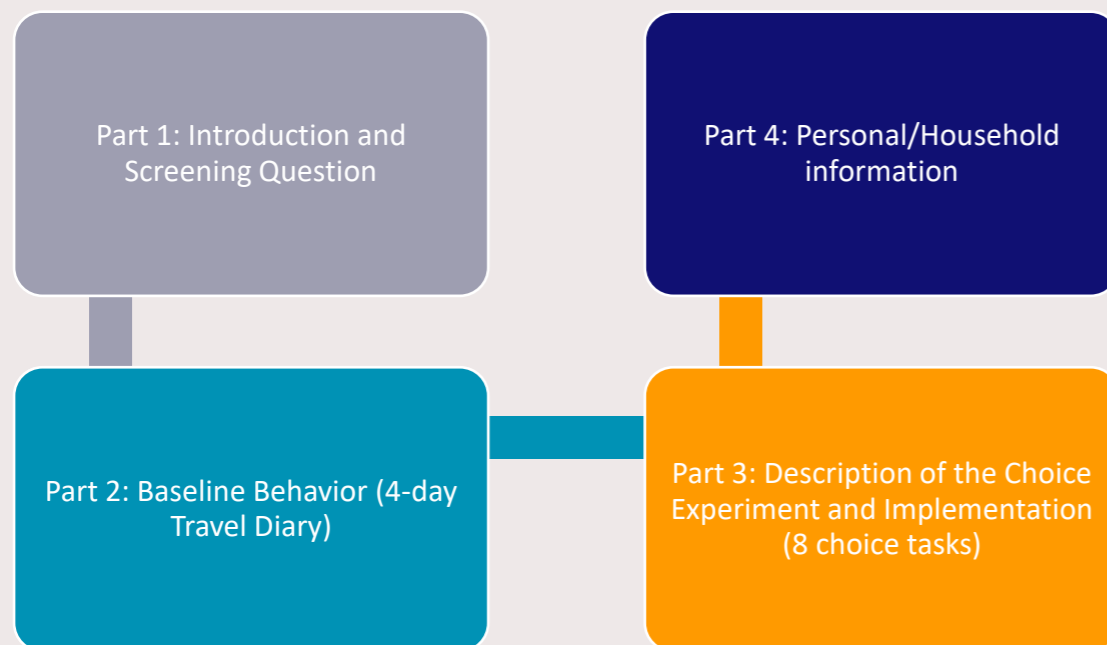 Part 1: Introduction and
Screening Question
Part 2: Baseline Behavior (4-day
Travel Diary)
Part 3: Description of the Choice
Experiment and Implementation
(8 choice tasks)
Part 4: Personal/Household
information